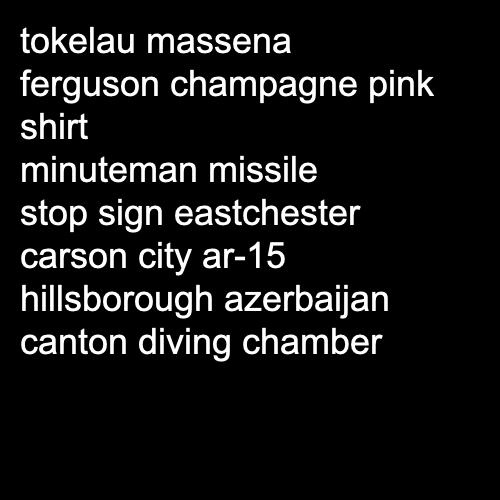 tokelau massena
ferguson champagne pink
shirt
minuteman missile
stop sign eastchester
carson city ar-15
hillsborough azerbaijan
canton diving chamber